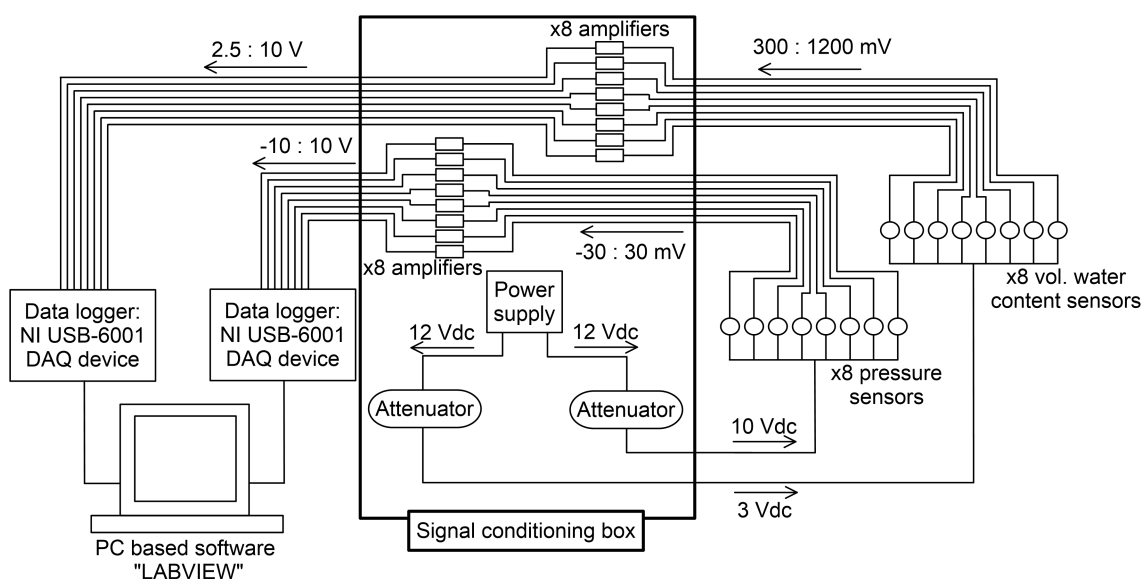 x8 amplifiers
2.5 : 10 V
300 : 1200 mV
-10 : 10 V
-30 : 30 mV
x8 amplifiers
x8 vol. water
content sensors
Power
supply
Data logger:
NI USB-6001
DAQ device
Data logger:
NI USB-6001
DAQ device
12 Vdc
12 Vdc
x8 pressure
sensors
Attenuator
Attenuator
10 Vdc
3 Vdc
Signal conditioning box
PC based software
"LABVIEW"